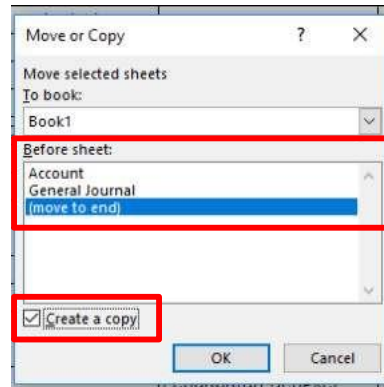 Move or Copy ? ×
Move selected sheets
To book:
Book1
Before sheet:
Account
General Journal
(move to end)
Create a copy
OK Cancel